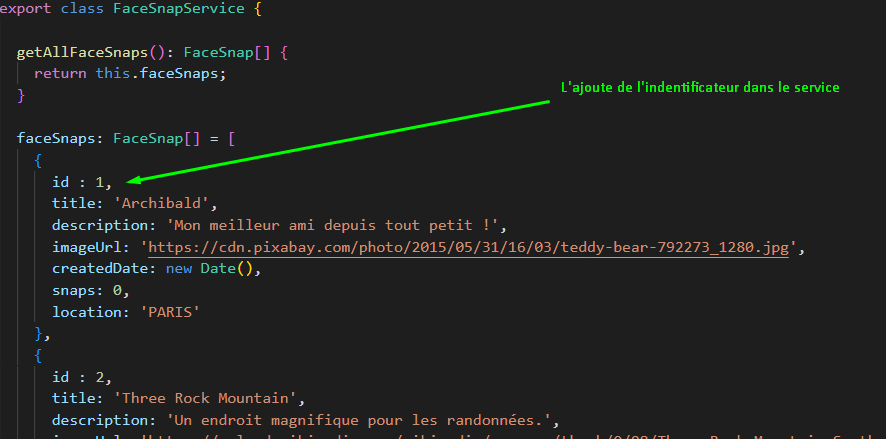 export class FaceSnapService {
getAllFaceSnaps(): FaceSnap[] {
return this.faceSnaps;
}
L'ajoute de l'indentificateur dans le service
faceSnaps: FaceSnap[] = [
{
id : 1,
title: 'Archibald',
description: 'Mon meilleur ami depuis tout petit !',
imageUrl: 'https://cdn.pixabay.com/photo/2015/05/31/16/03/teddy-bear-792273_1280.jpg',
createdDate: new Date(),
snaps: 0,
location: 'PARIS'
},
{
id : 2,
title: 'Three Rock Mountain',
description: 'Un endroit magnifique pour les randonnées.',